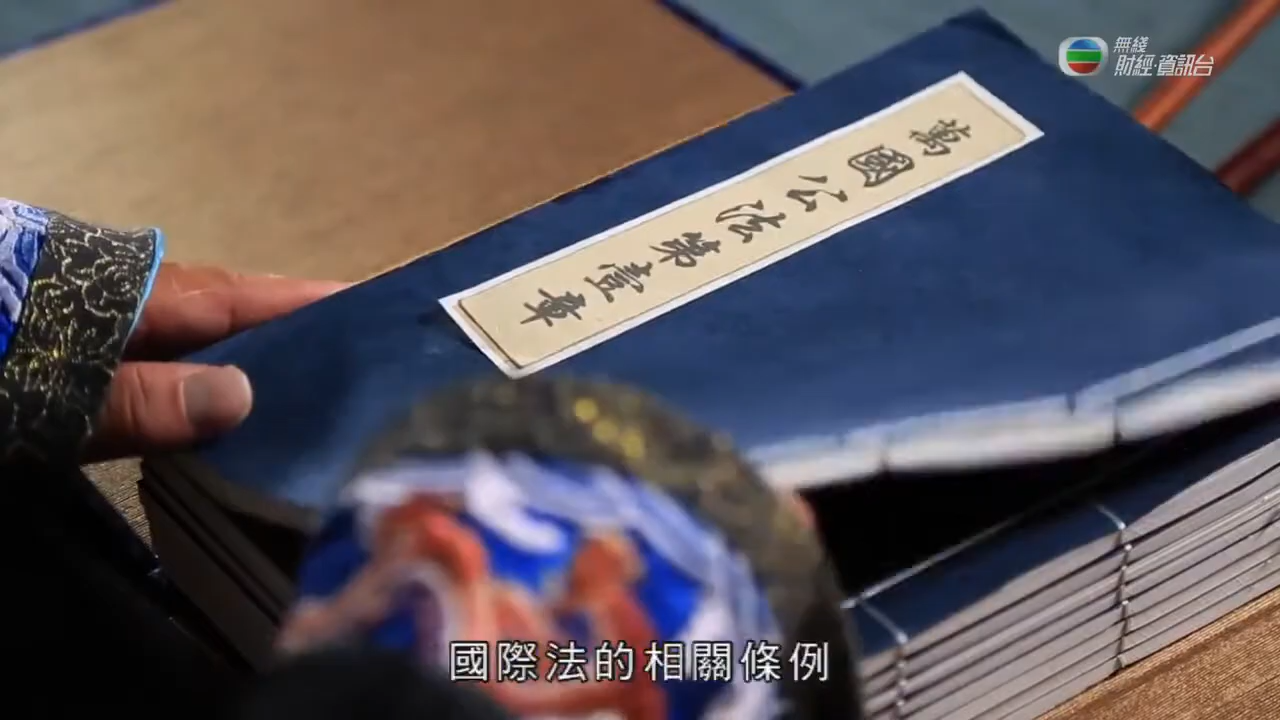 無綫
財經·資訊台
萬國公法第壹章
國際法的相關條例